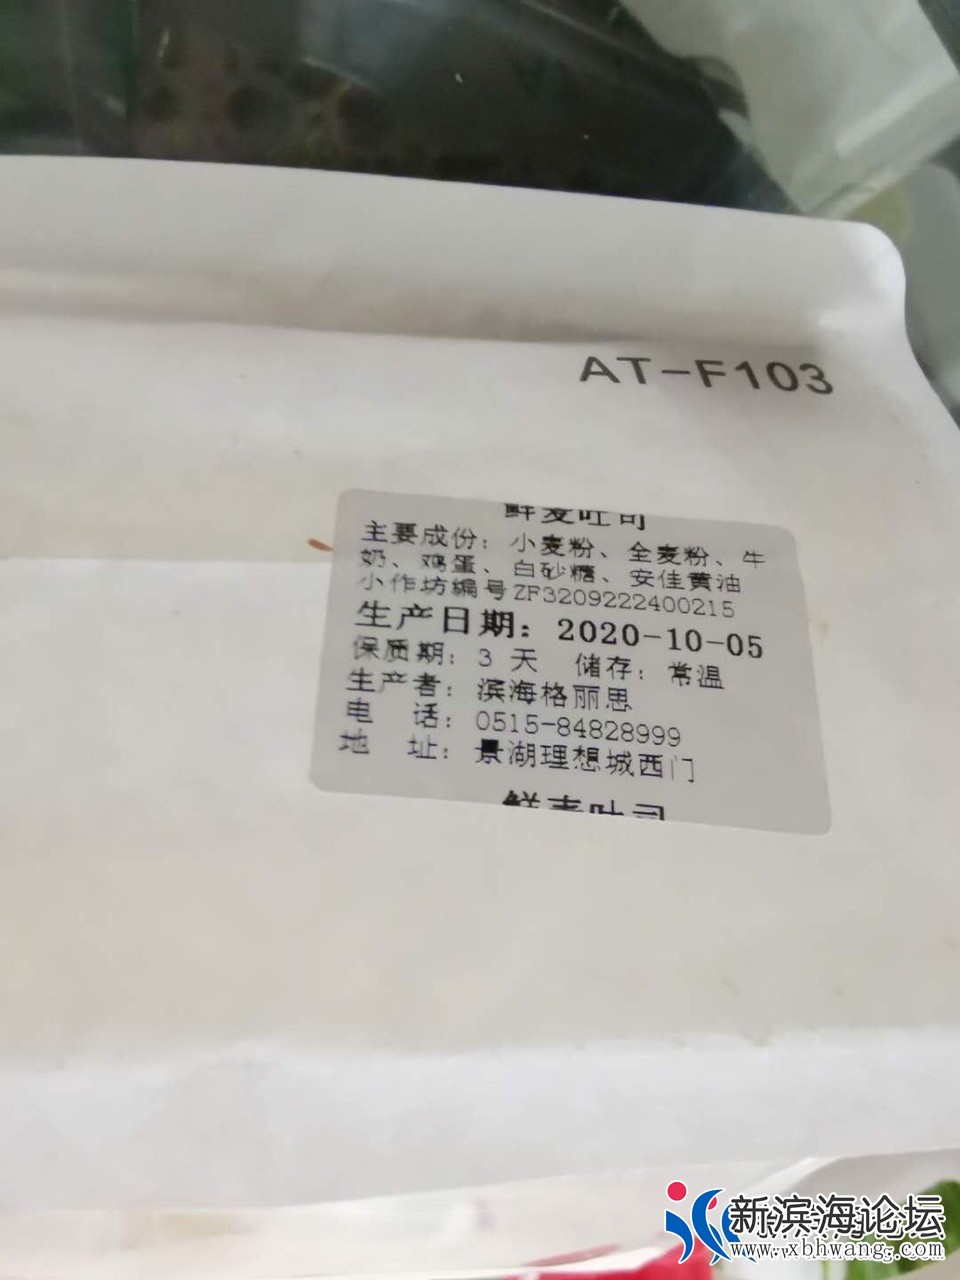 AT-F103
鲜麦吐司
主要成份：小麦粉、全麦粉、牛
奶、鸡蛋、白砂糖、安佳黄油
小作坊编号ZF3209222400215
生产日期：2020-10-05
保质期：3 天 储存：常温
生产者：滨海格丽思
电 话：0515-84828999
地 址：景湖理想城西门
鲜麦吐司
新滨海论坛
www.xbhwang.com